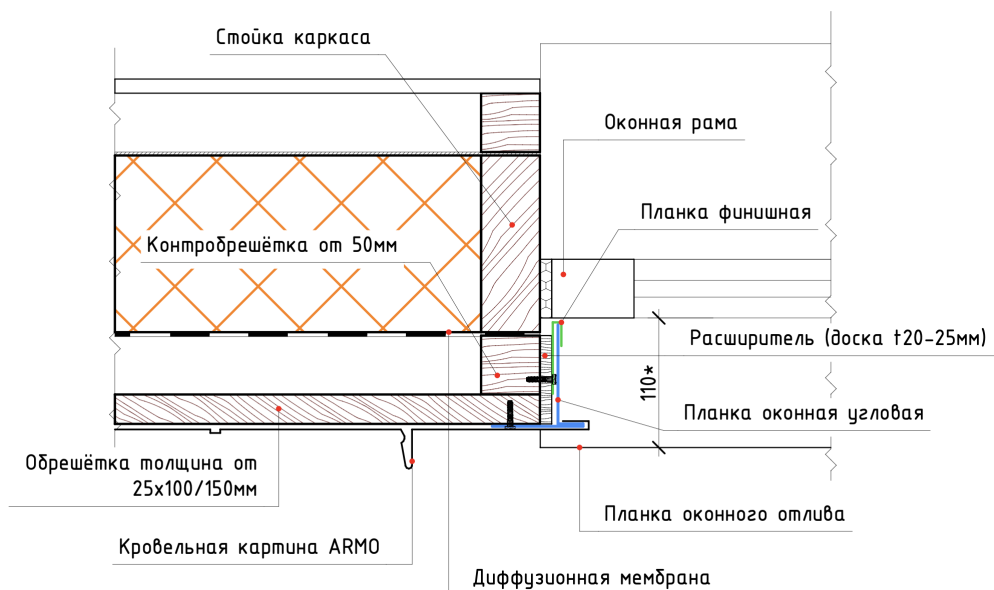 Стойка каркаса
Оконная рама
Планка финишная
Контробрешётка от 50мм
Расширитель (доска t20-25мм)
110*
Планка оконная угловая
Обрешётка толщина от
25х100/150мм
Планка оконного отлива
Кровельная картина ARMO
Диффузионная мембрана